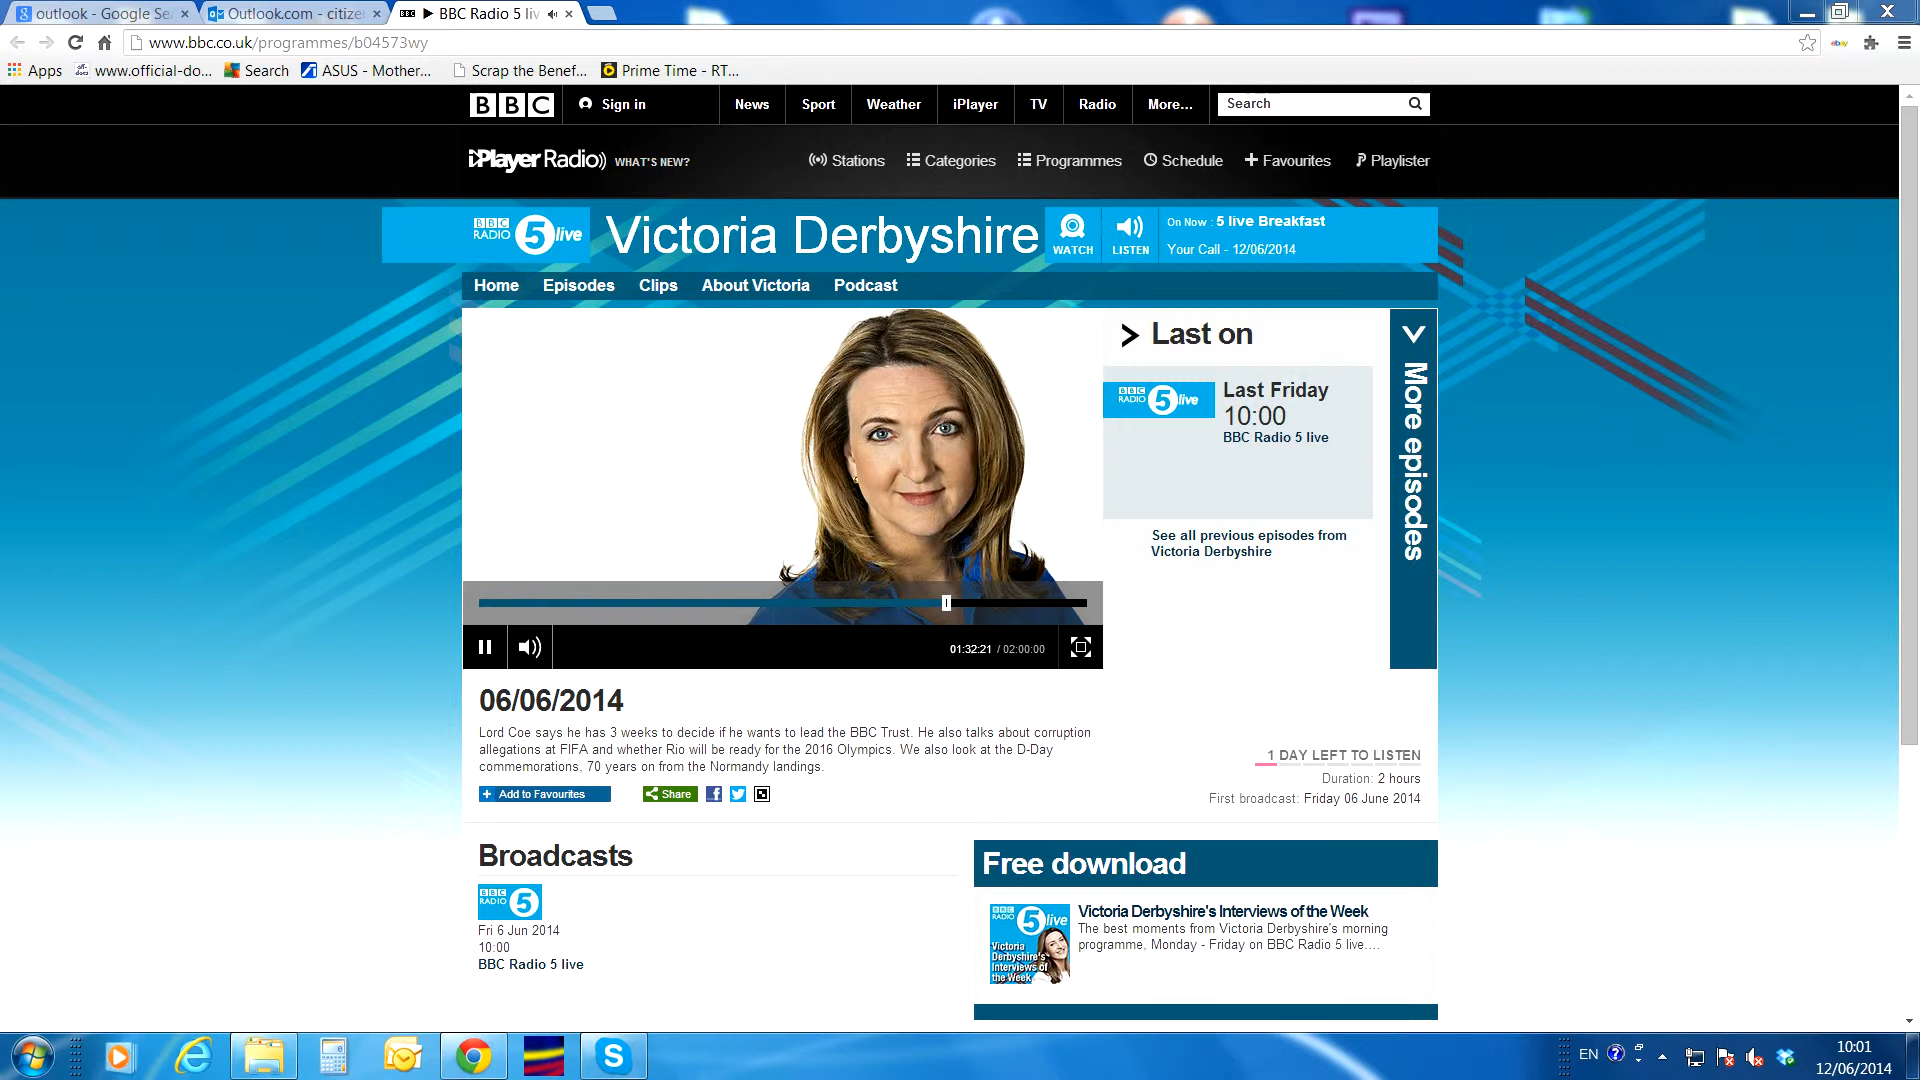 outlook - Google Se
Outlook.com - citize
BBC ▶ BBC Radio 5 liv
www.bbc.co.uk/programmes/b04573wy
ebay
Apps
www.official-do...
Search
ASUS - Mother...
Scrap the Benef...
Prime Time - RT...
BBC
Sign in
News
Sport
Weather
iPlayer
TV
Radio
More...
Search
iPlayer Radio
WHAT'S NEW?
Stations
Categories
Programmes
Schedule
Favourites
Playlister
BBC RADIO 5 live
Victoria Derbyshire
WATCH
LISTEN
On Now : 5 live Breakfast
Your Call - 12/06/2014
Home
Episodes
Clips
About Victoria
Podcast
Last on
BBC RADIO 5 live
Last Friday
10:00
BBC Radio 5 live
See all previous episodes from
Victoria Derbyshire
More episodes
01:32:21 / 02:00:00
06/06/2014
Lord Coe says he has 3 weeks to decide if he wants to lead the BBC Trust. He also talks about corruption
allegations at FIFA and whether Rio will be ready for the 2016 Olympics. We also look at the D-Day
commemorations, 70 years on from the Normandy landings.
+ Add to Favourites
Share
1 DAY LEFT TO LISTEN
Duration: 2 hours
First broadcast: Friday 06 June 2014
Broadcasts
BBC RADIO 5
Fri 6 Jun 2014
10:00
BBC Radio 5 live
Free download
BBC RADIO 5 live
Victoria
Derbyshire's
Interviews of
the Week
Victoria Derbyshire's Interviews of the Week
The best moments from Victoria Derbyshire's morning
programme, Monday - Friday on BBC Radio 5 live....
EN
10:01
12/06/2014